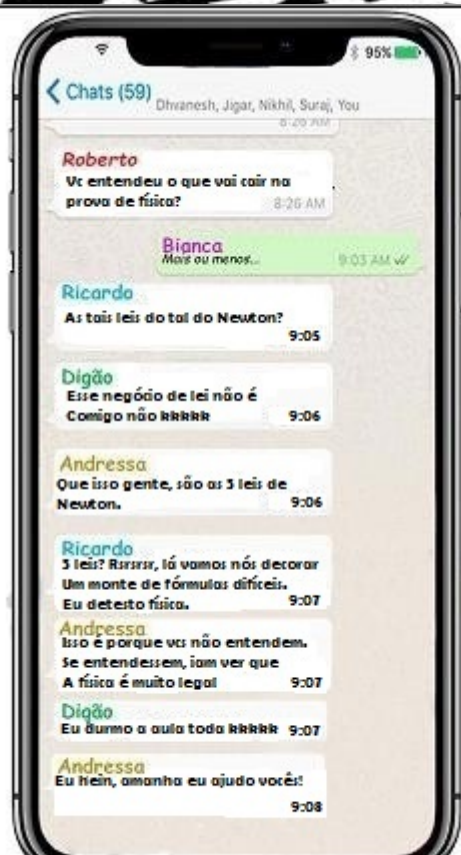 95%
Chats (59)
Dhvanesh, Jigar, Nikhil, Suraj, You
8:26 AM
Roberto
Vc entendeu o que vai cair na
prova de física?
8:26 AM
Bianca
Mais ou menos...
9:03 AM
Ricardo
As tais leis do tal do Newton?
9:05
Digão
Esse negócio de lei não é
Comigo não kkkkk
9:06
Andressa
Que isso gente, são as 3 leis de
Newton.
9:06
Ricardo
3 leis? Rsrsrsr, lá vamos nós decorar
Um monte de fórmulas difíceis.
Eu detesto física.
9:07
Andressa
Isso é porque vcs não entendem.
Se entendessem, iam ver que
A física é muito legal
9:07
Digão
Eu durmo a aula toda kkkkk 9:07
Andressa
Eu hein, amanha eu ajudo vocês!
9:08